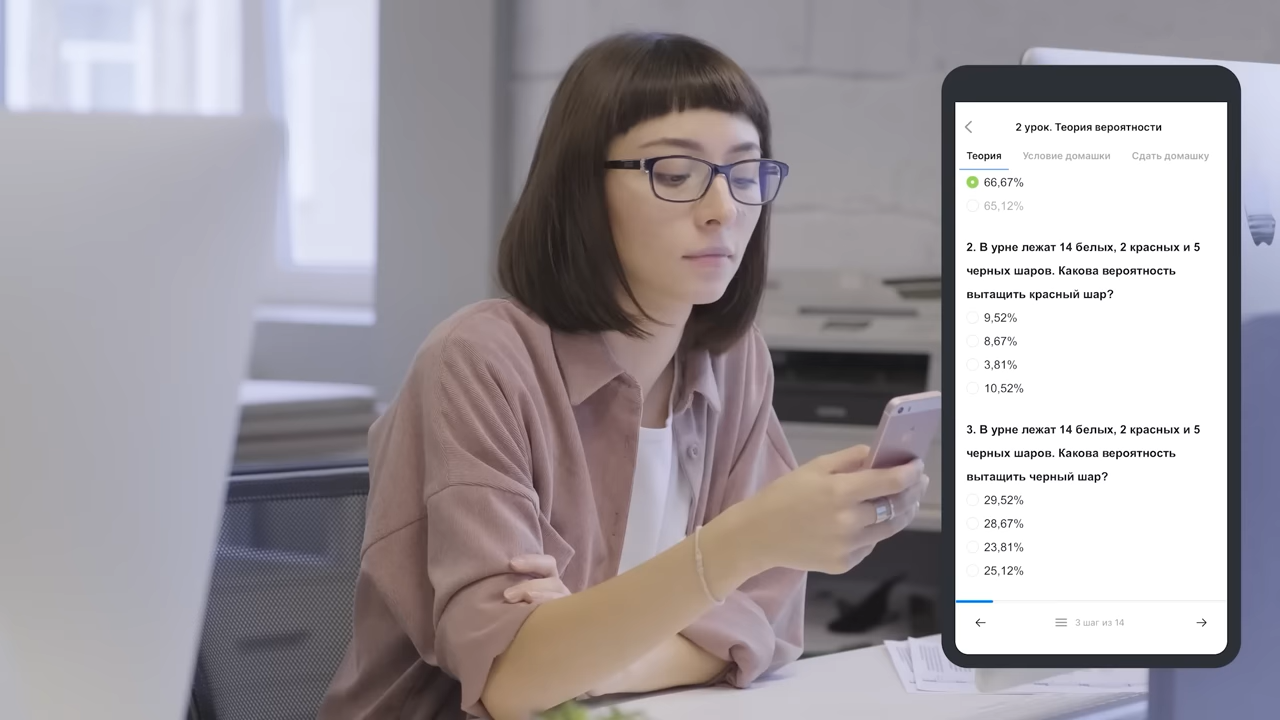 2 урок. Теория вероятности
Теория Условие домашки Сдать домашку
66,67%
65,12%
2. В урне лежат 14 белых, 2 красных и 5
черных шаров. Какова вероятность
вытащить красный шар?
9,52%
8,67%
3,81%
10,52%
3. В урне лежат 14 белых, 2 красных и 5
черных шаров. Какова вероятность
вытащить черный шар?
29,52%
28,67%
23,81%
25,12%
3 шаг из 14